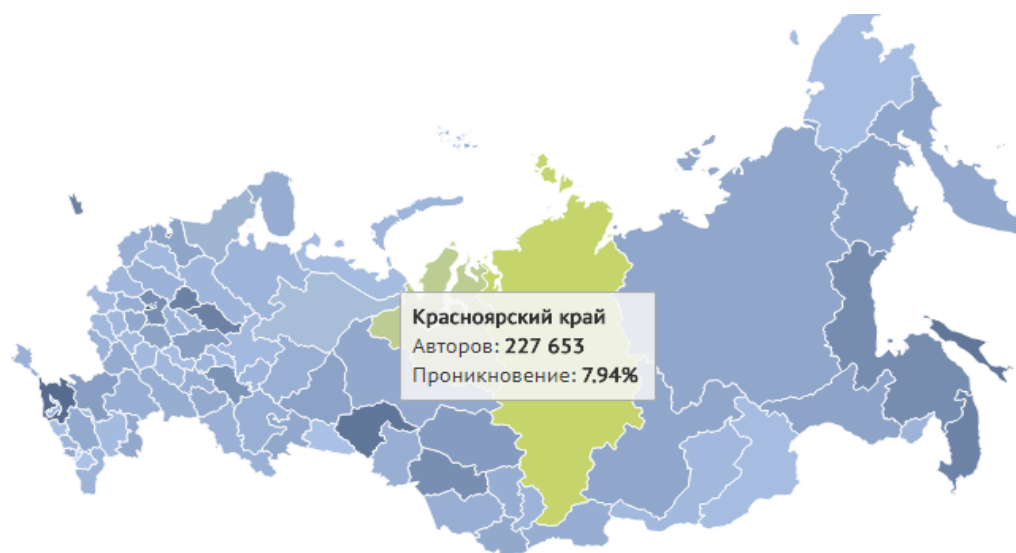 Красноярский край
Авторов: 227 653
Проникновение: 7.94%